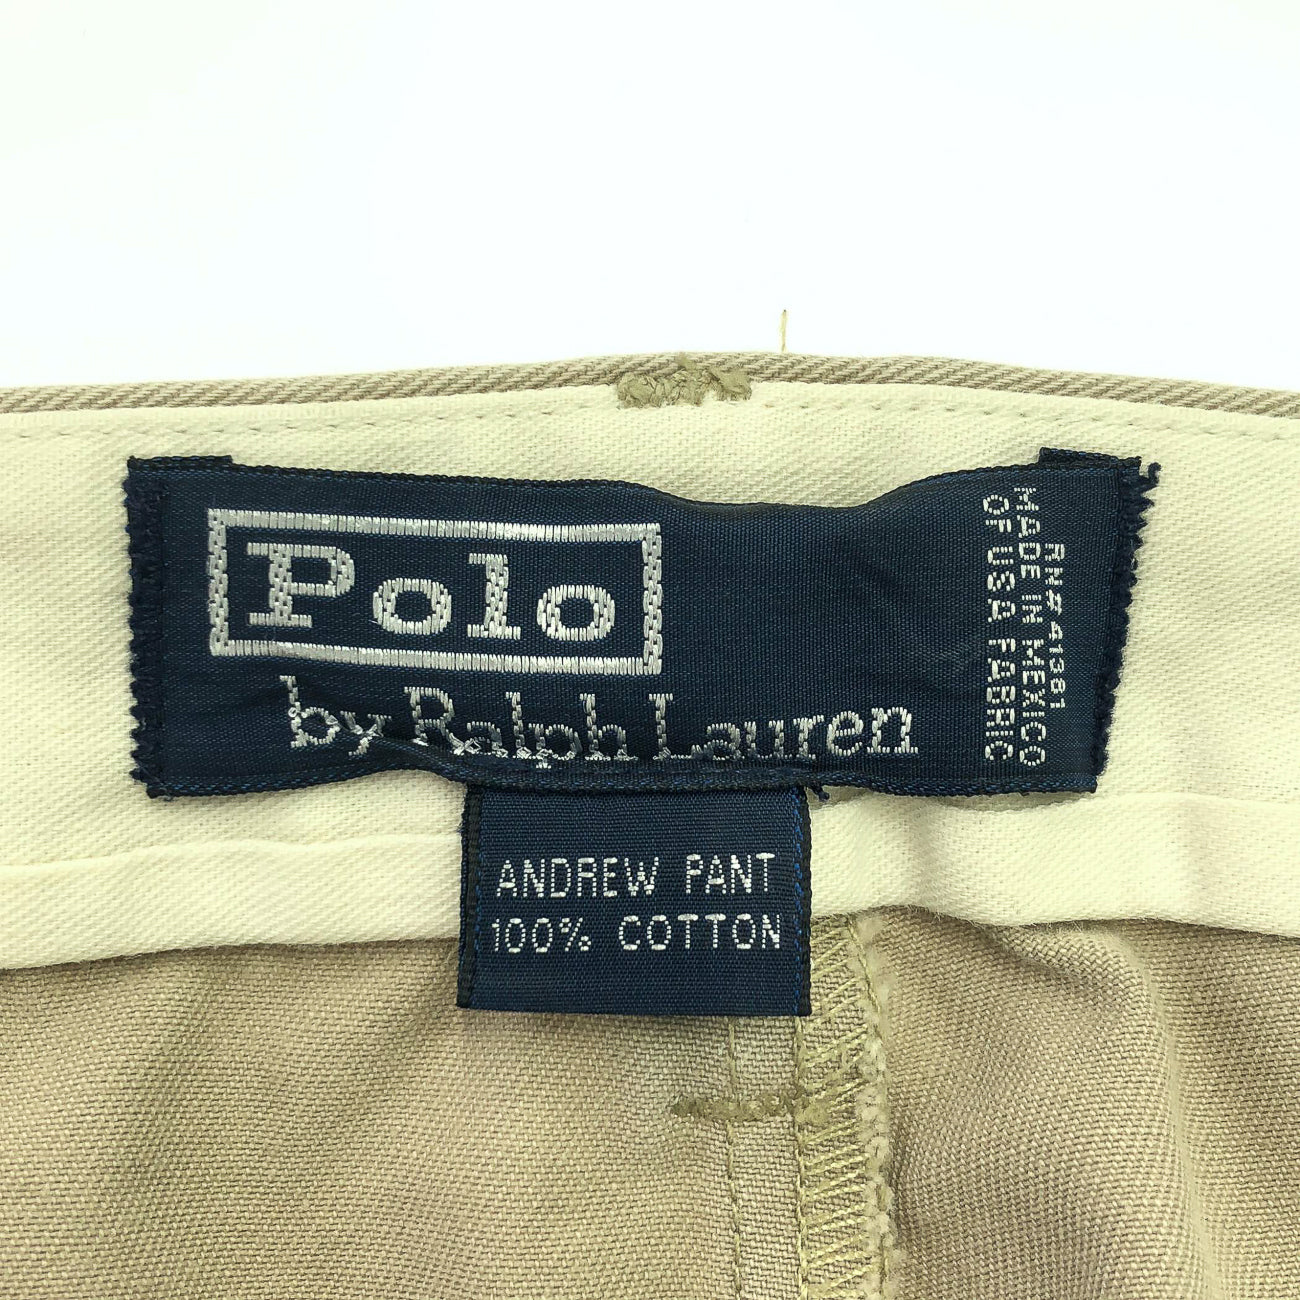 Polo
by Ralph Lauren
RN#41381
MADE IN MEXICO
OF USA FABRIC
ANDREW PANT
100% COTTON